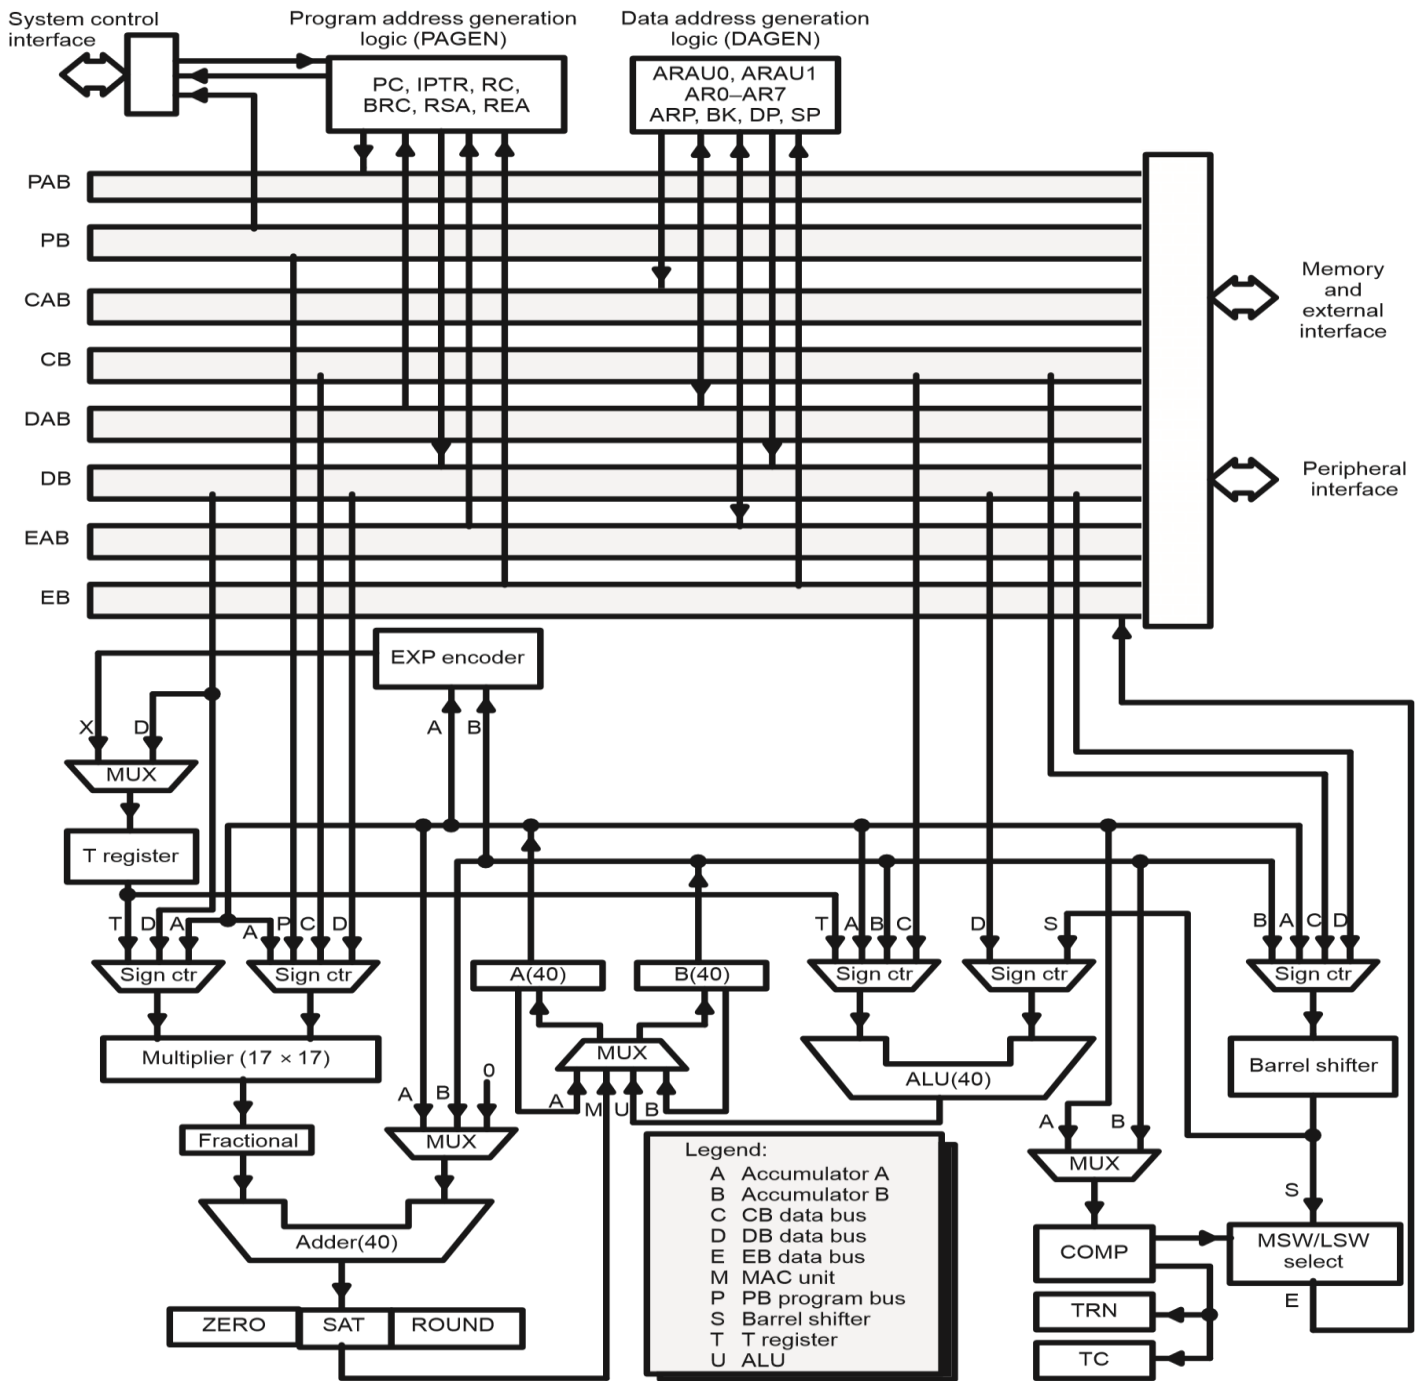 System control
interface
Program address generation
logic (PAGEN)
Data address generation
logic (DAGEN)
PC, IPTR, RC,
BRC, RSA, REA
ARAU0, ARAU1
AR0–AR7
ARP, BK, DP, SP
PAB
PB
CAB
CB
DAB
DB
EAB
EB
Memory
and
external
interface
Peripheral
interface
EXP encoder
A B
X D
MUX
T register
T D A A P C D
T A B C D S
B A C D
Sign ctr
Sign ctr
A(40)
B(40)
Sign ctr
Sign ctr
Sign ctr
Multiplier (17 × 17)
MUX
ALU(40)
Barrel shifter
A B 0
A M U B
A B
Fractional
MUX
MUX
S
Adder(40)
COMP
MSW/LSW
select
E
ZERO
SAT
ROUND
TRN
TC
Legend:
A Accumulator A
B Accumulator B
C CB data bus
D DB data bus
E EB data bus
M MAC unit
P PB program bus
S Barrel shifter
T T register
U ALU